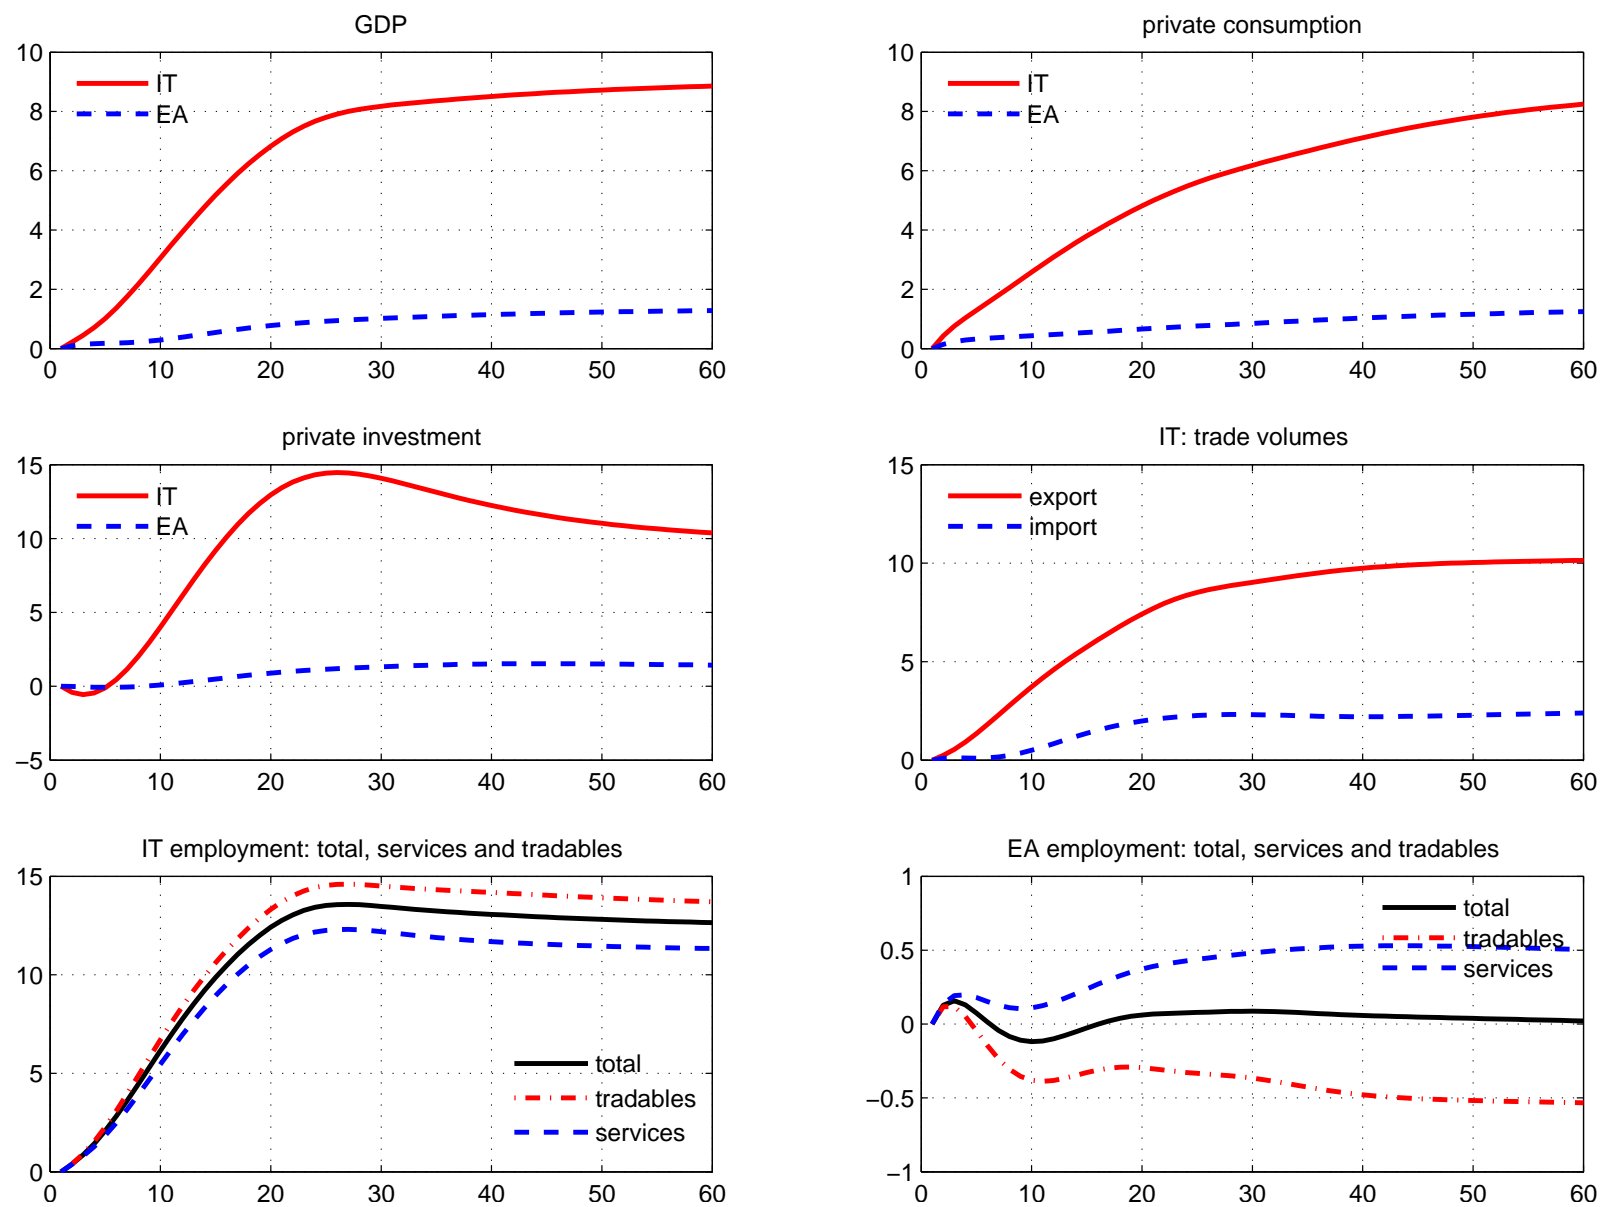 GDP
10
8
6
4
2
0
0 10 20 30 40 50 60
IT
EA
private consumption
10
8
6
4
2
0
0 10 20 30 40 50 60
IT
EA
private investment
15
10
5
0
−5
0 10 20 30 40 50 60
IT
EA
IT: trade volumes
15
10
5
0
0 10 20 30 40 50 60
export
import
IT employment: total, services and tradables
15
10
5
0
0 10 20 30 40 50 60
total
tradables
services
EA employment: total, services and tradables
1
0.5
0
−0.5
−1
0 10 20 30 40 50 60
total
tradables
services